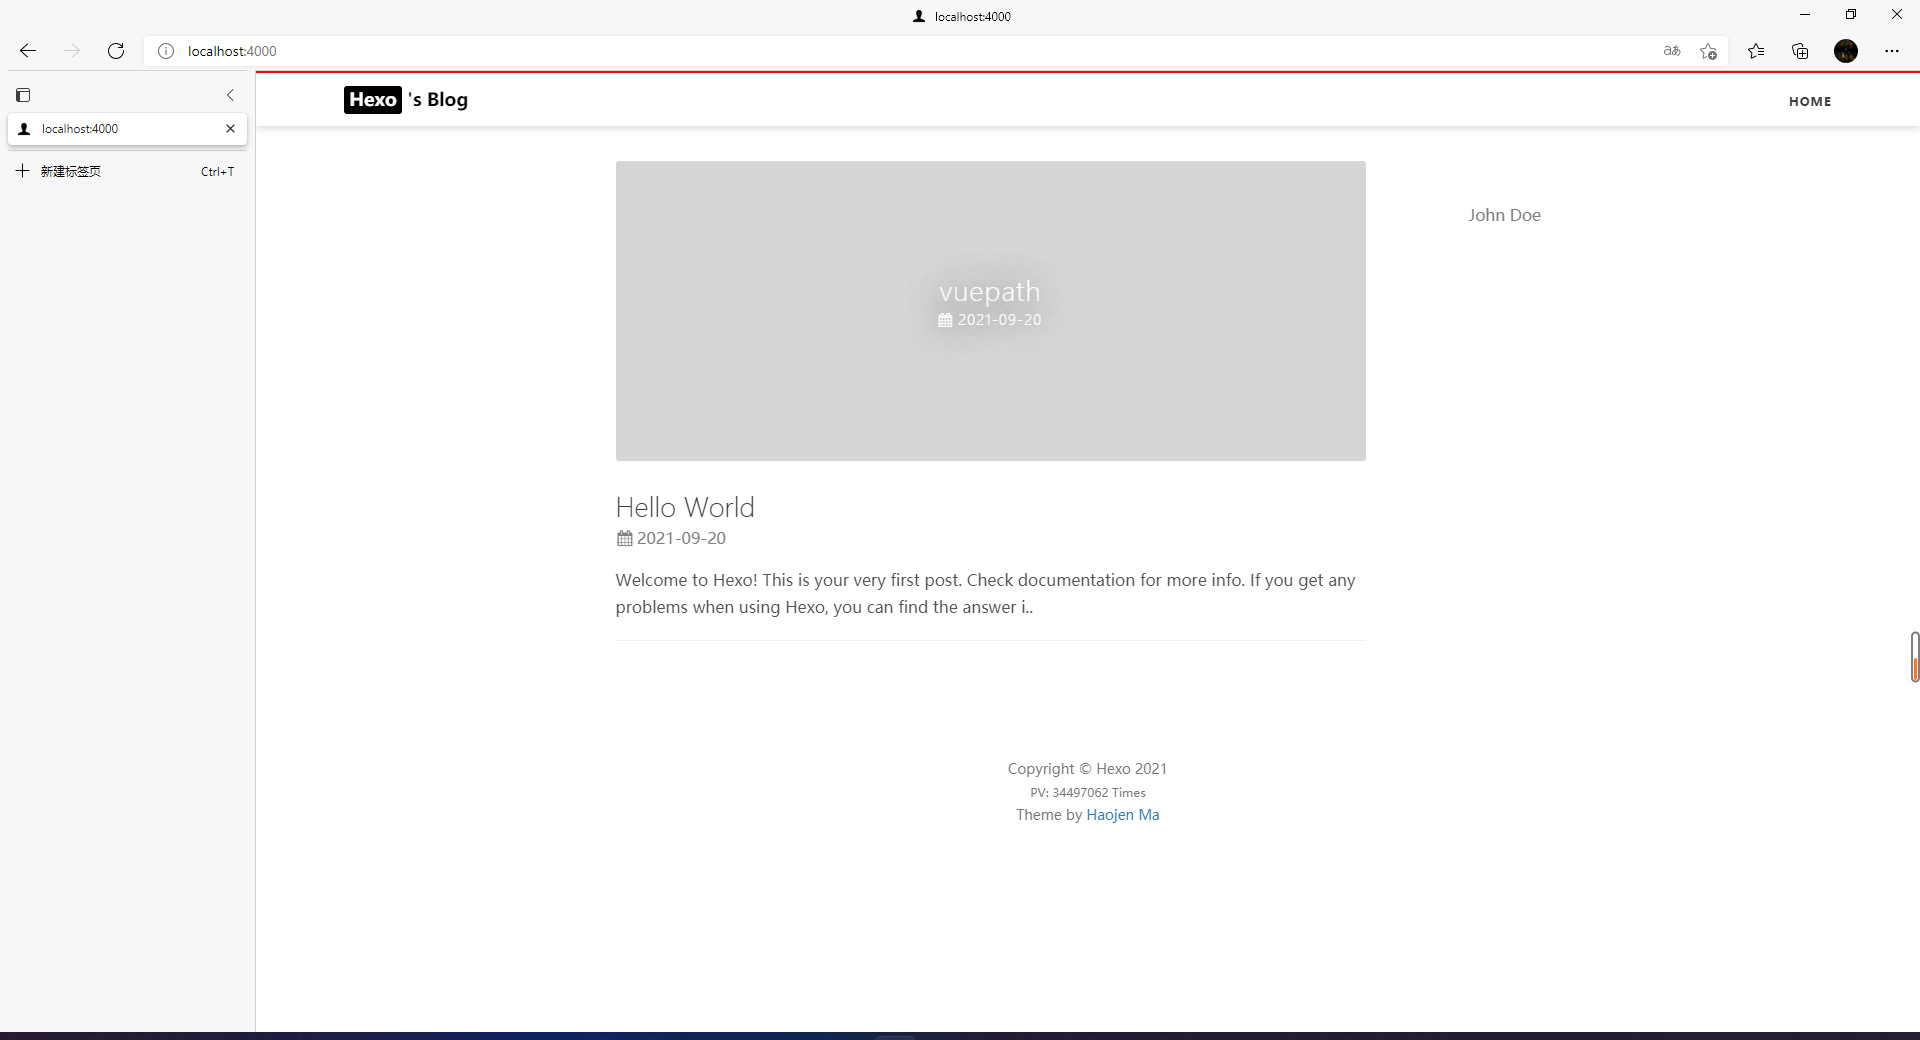 localhost:4000
localhost:4000
aあ
localhost:4000
新建标签页 Ctrl+T
Hexo 's Blog
HOME
vuepath
2021-09-20
John Doe
Hello World
2021-09-20
Welcome to Hexo! This is your very first post. Check documentation for more info. If you get any
problems when using Hexo, you can find the answer i..
Copyright © Hexo 2021
PV: 34497062 Times
Theme by Haojen Ma